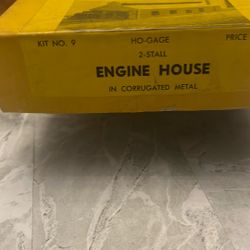 KIT NO. 9 HO-GAGE PRICE
2-STALL
ENGINE HOUSE
IN CORRUGATED METAL